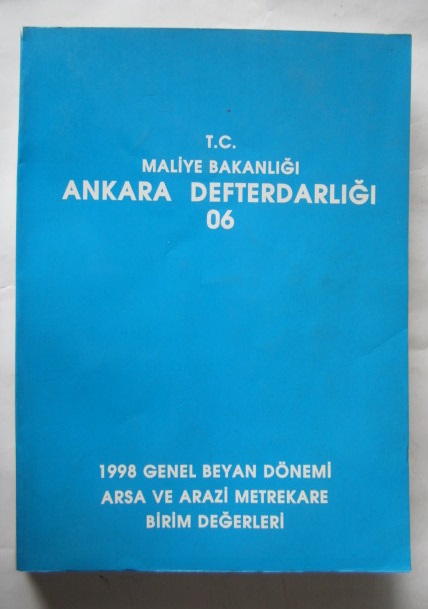 T.C.
MALİYE BAKANLIĞI
ANKARA DEFTERDARLIĞI
06
1998 GENEL BEYAN DÖNEMİ
ARSA VE ARAZİ METREKARE
BİRİM DEĞERLERİ